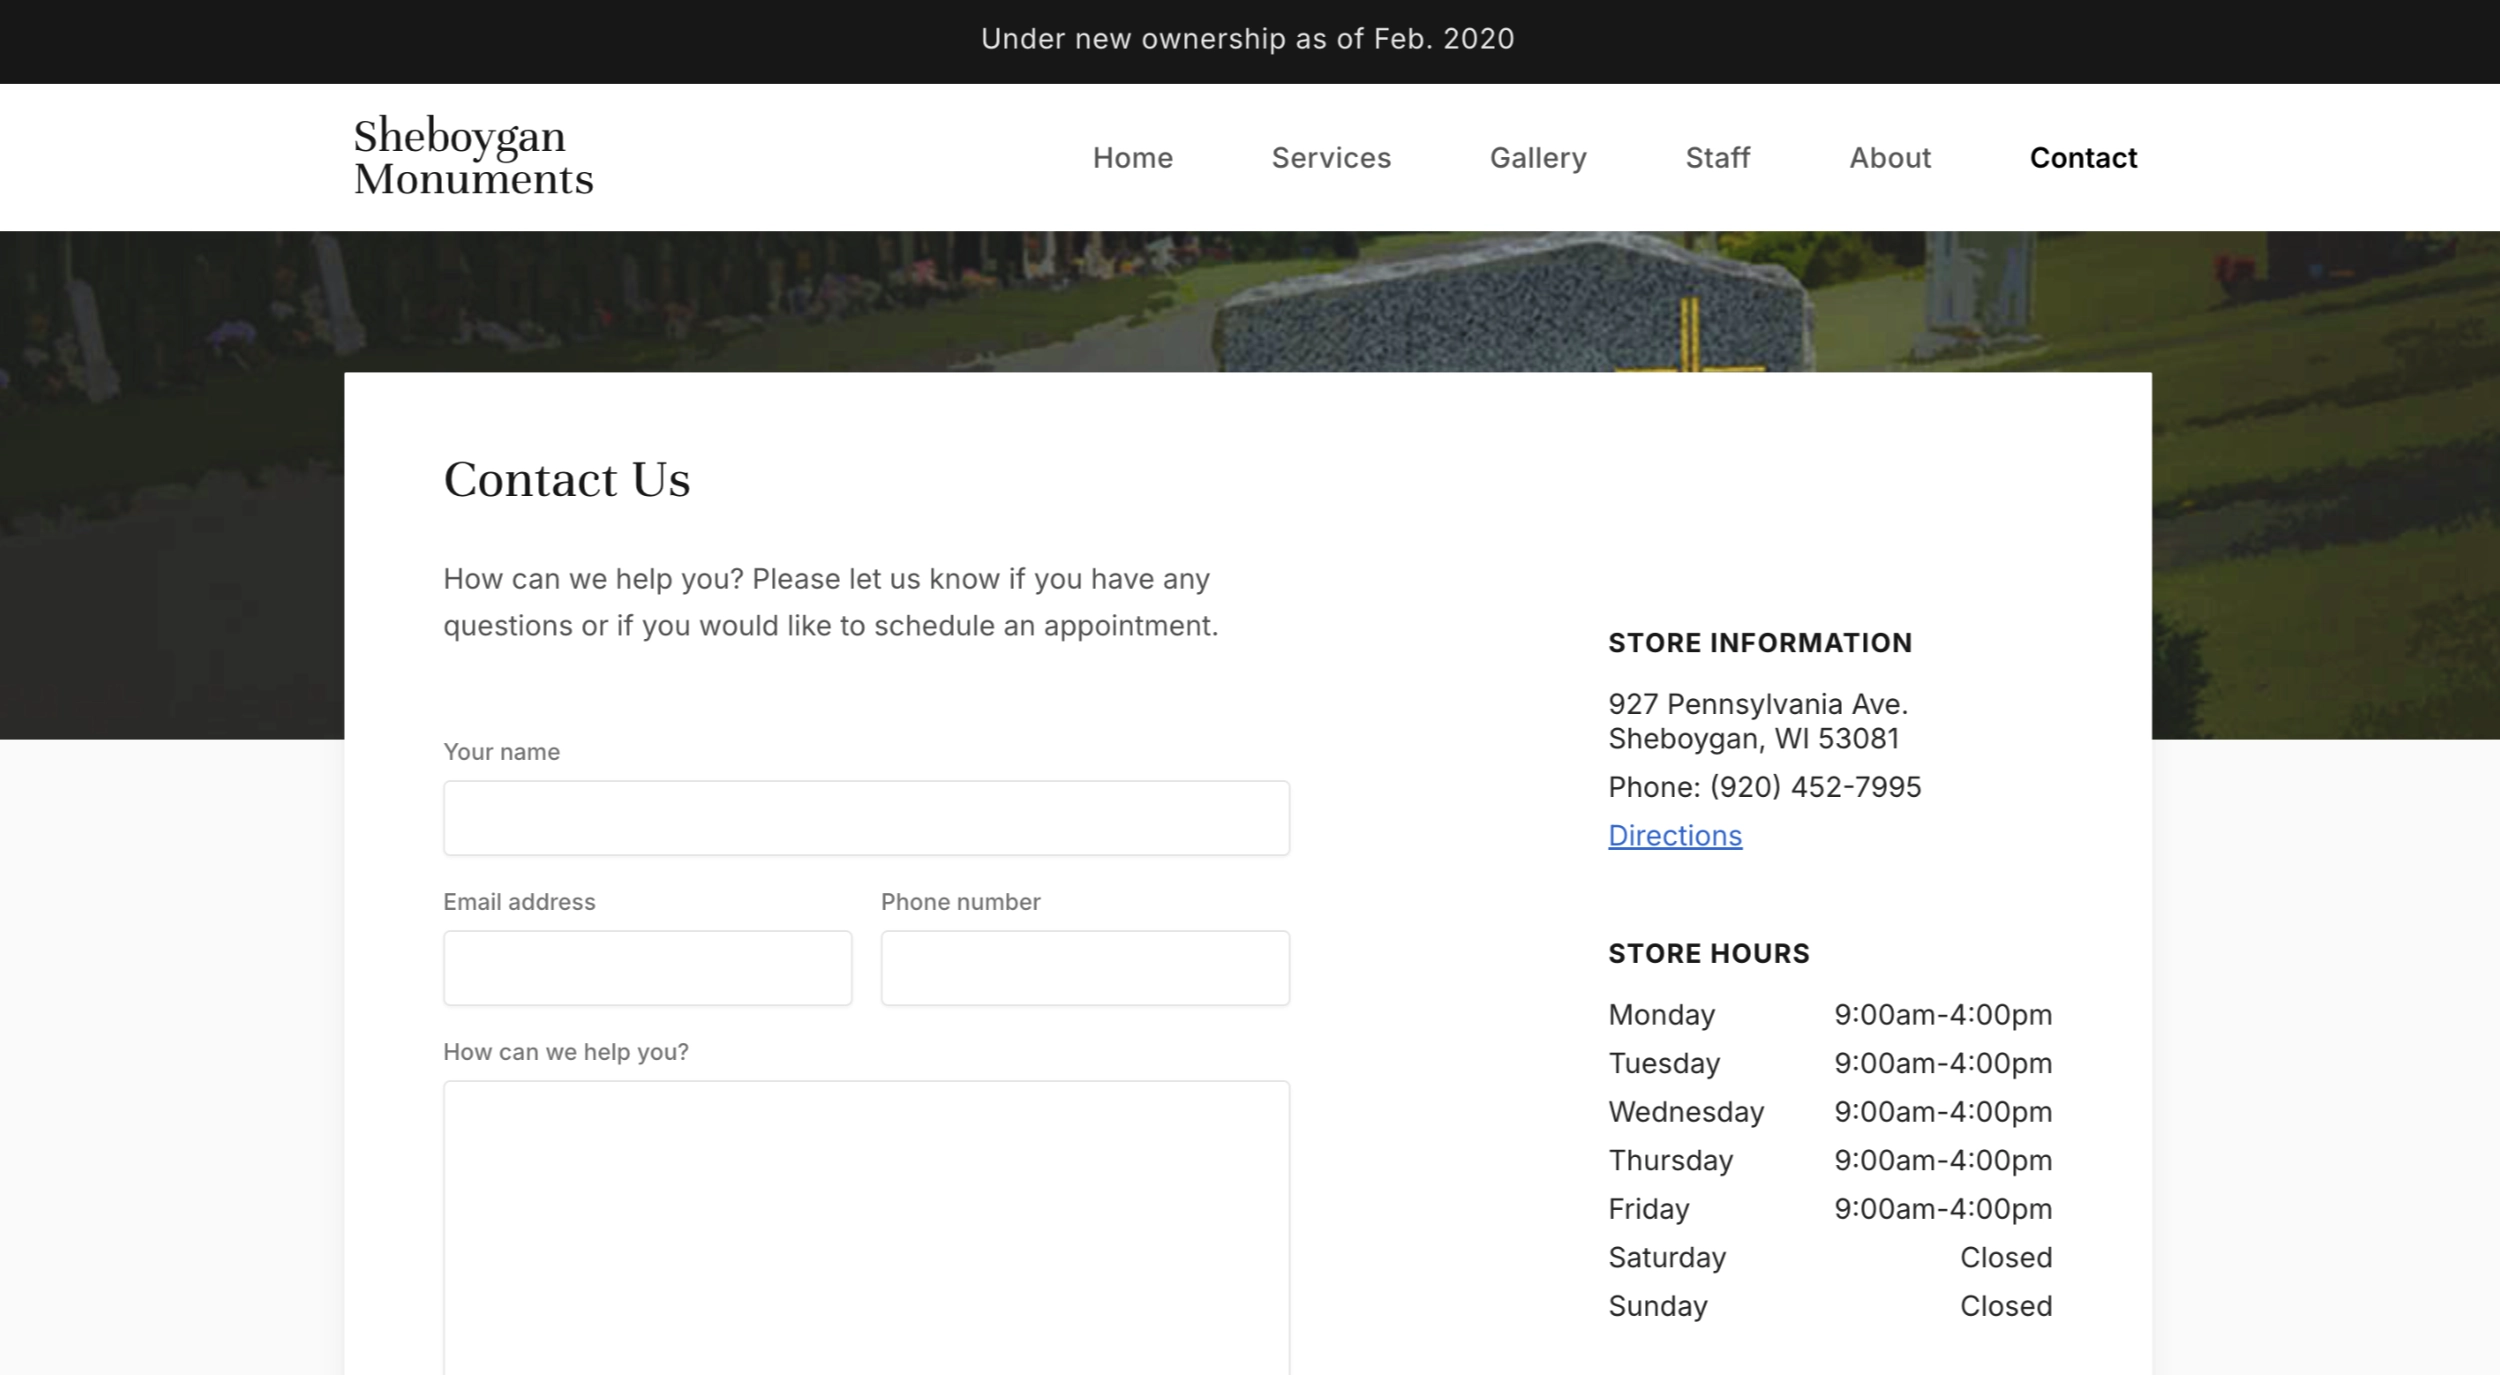 Under new ownership as of Feb. 2020
Sheboygan
Monuments
Home Services Gallery Staff About Contact
Contact Us
How can we help you? Please let us know if you have any
questions or if you would like to schedule an appointment.
Your name
Email address Phone number
How can we help you?
STORE INFORMATION
927 Pennsylvania Ave.
Sheboygan, WI 53081
Phone: (920) 452-7995
Directions
STORE HOURS
Monday 9:00am-4:00pm
Tuesday 9:00am-4:00pm
Wednesday 9:00am-4:00pm
Thursday 9:00am-4:00pm
Friday 9:00am-4:00pm
Saturday Closed
Sunday Closed